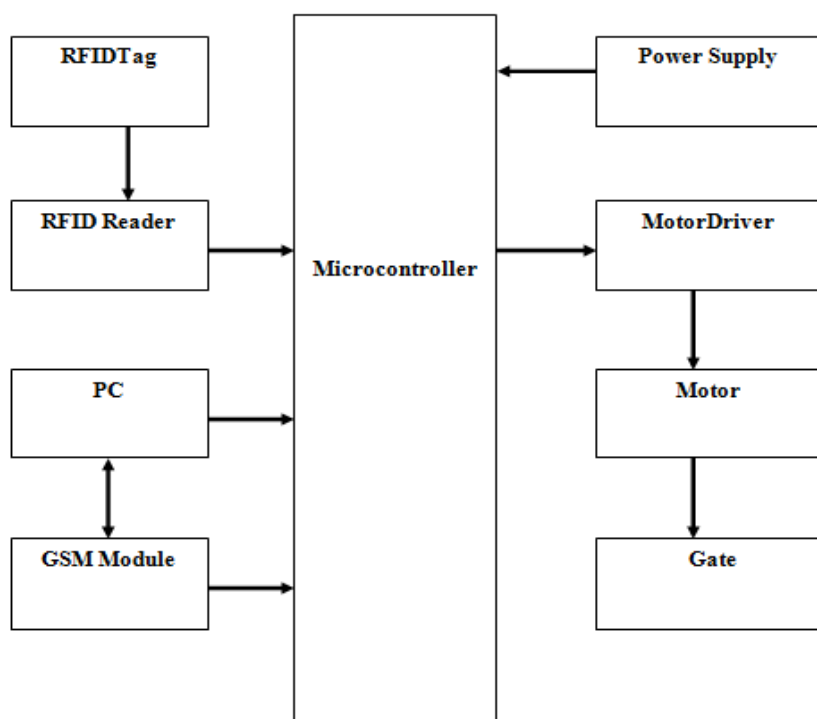 RFIDTag
Power Supply
RFID Reader
MotorDriver
Microcontroller
PC
Motor
GSM Module
Gate